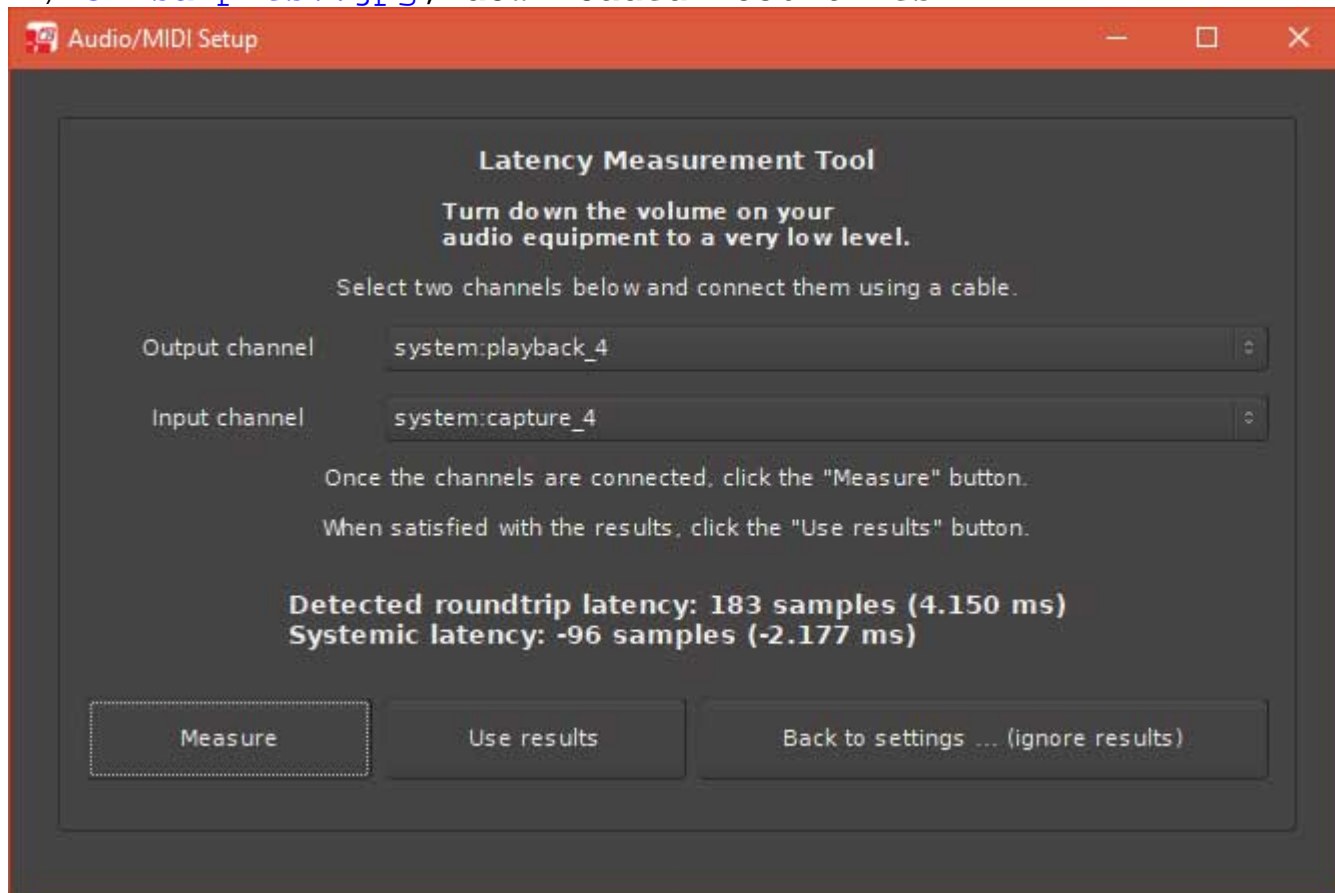 Audio/MIDI Setup
Latency Measurement Tool
Turn down the volume on your
audio equipment to a very low level.
Select two channels below and connect them using a cable.
Output channel system:playback_4
Input channel system:capture_4
Once the channels are connected, click the "Measure" button.
When satisfied with the results, click the "Use results" button.
Detected roundtrip latency: 183 samples (4.150 ms)
Systemic latency: -96 samples (-2.177 ms)
Measure Use results Back to settings ... (ignore results)